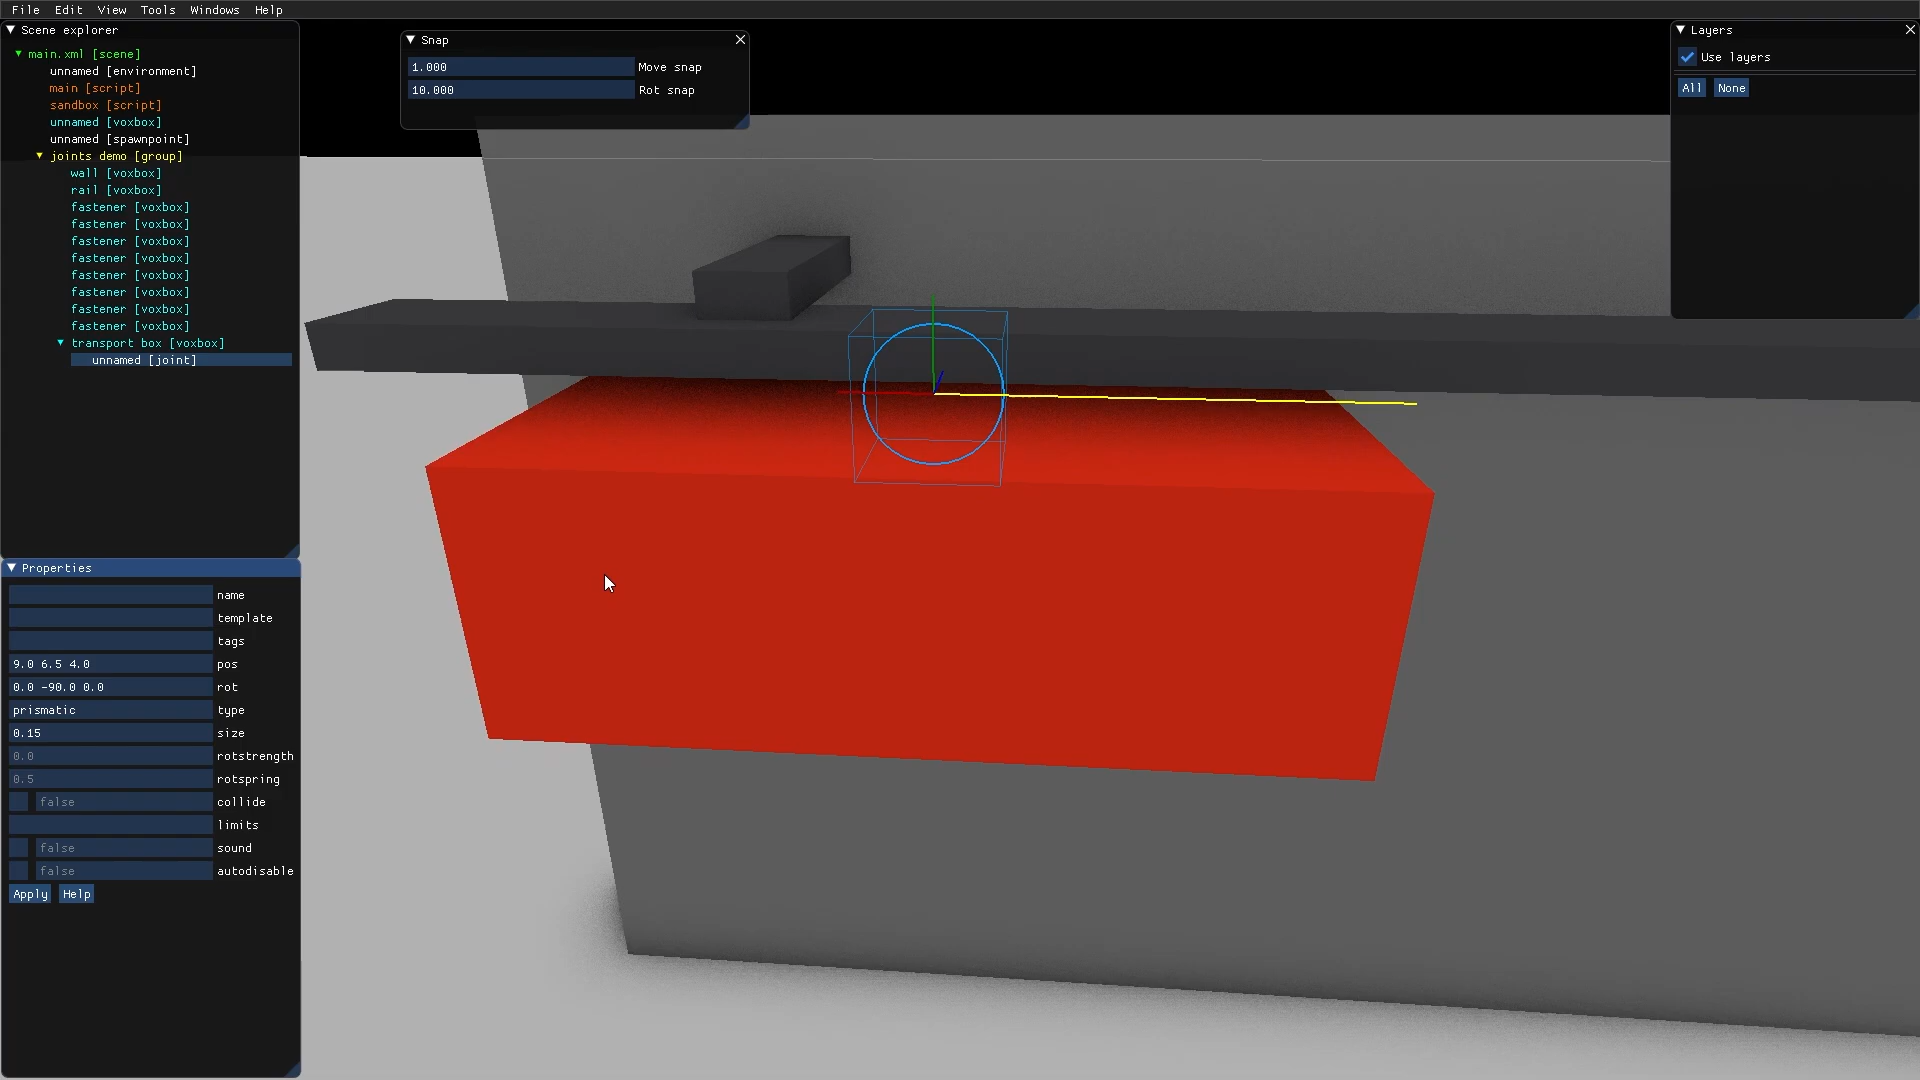 File Edit View Tools Windows Help
Scene explorer
main.xml [scene]
unnamed [environment]
main [script]
sandbox [script]
unnamed [voxbox]
unnamed [spawnpoint]
joints demo [group]
wall [voxbox]
rail [voxbox]
fastener [voxbox]
fastener [voxbox]
fastener [voxbox]
fastener [voxbox]
fastener [voxbox]
fastener [voxbox]
fastener [voxbox]
fastener [voxbox]
transport box [voxbox]
unnamed [joint]
Snap
1.000 Move snap
10.000 Rot snap
Layers
Use layers
All None
Properties
name
template
tags
9.0 6.5 4.0 pos
0.0 -90.0 0.0 rot
prismatic type
0.15 size
0.0 rotstrength
0.5 rotspring
false collide
limits
false sound
false autodisable
Apply Help